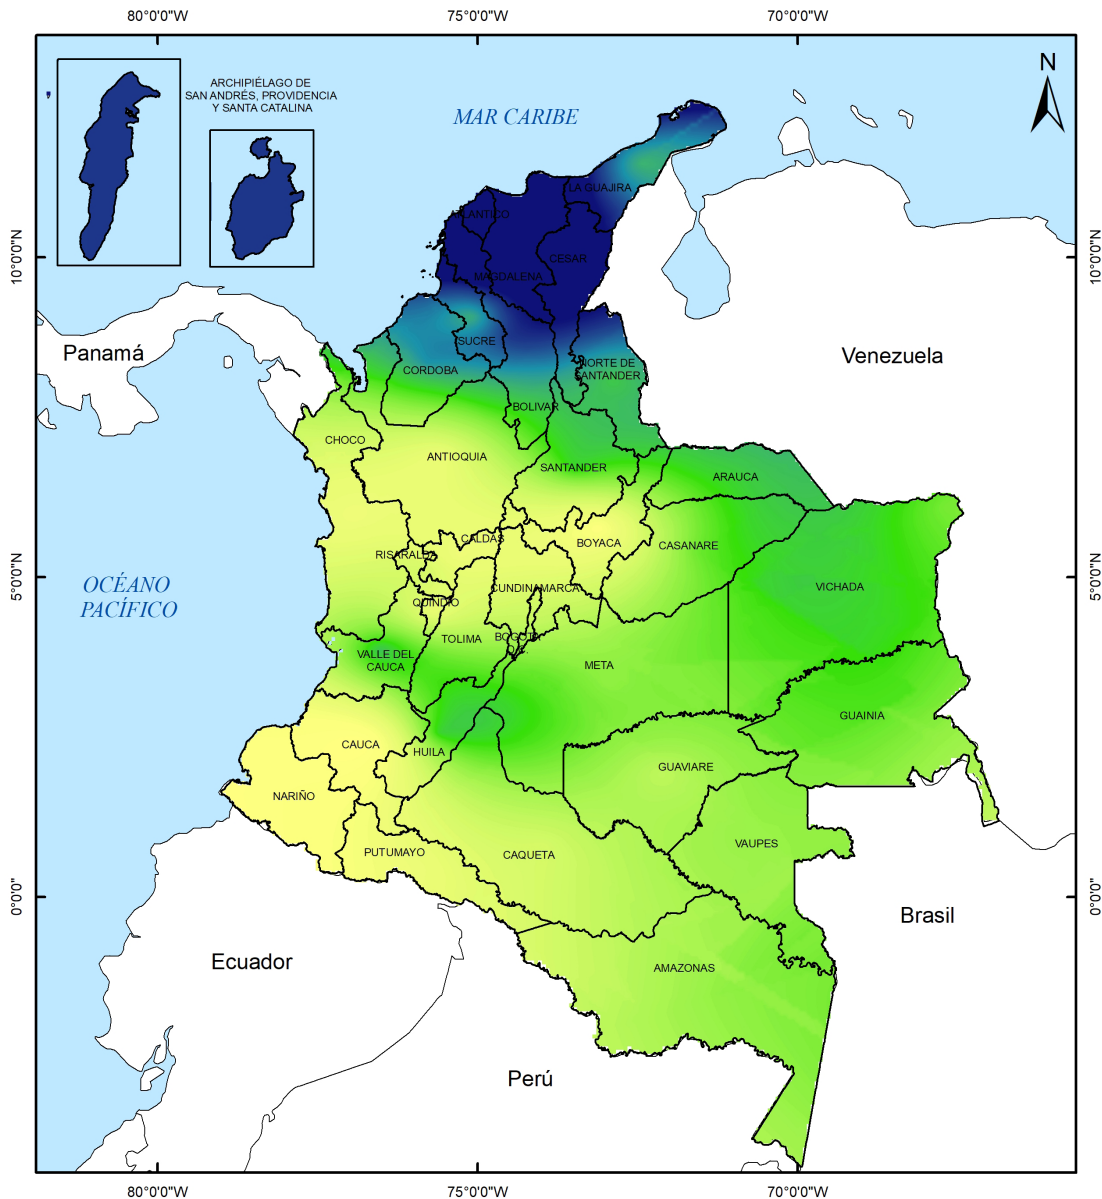 80°0'0"W
75°0'0"W
70°0'0"W
N
ARCHIPIÉLAGO DE
SAN ANDRÉS, PROVIDENCIA
Y SANTA CATALINA
MAR CARIBE
LA GUAJIRA
ATLANTICO
10°0'0"N
10°0'0"N
CESAR
MAGDALENA
SUCRE
Panamá
Venezuela
NORTE DE
SANTANDER
CORDOBA
BOLIVAR
CHOCO
ANTIOQUIA
SANTANDER
ARAUCA
CALDAS
BOYACA
CASANARE
RISARALDA
5°0'0"N
5°0'0"N
OCÉANO
PACÍFICO
CUNDINAMARCA
VICHADA
QUINDIO
TOLIMA
BOGOTA
D.C.
VALLE DEL
CAUCA
META
GUAINIA
CAUCA
HUILA
GUAVIARE
NARIÑO
VAUPES
PUTUMAYO
CAQUETA
0°0'0"
0°0'0"
Brasil
Ecuador
AMAZONAS
Perú
80°0'0"W
75°0'0"W
70°0'0"W